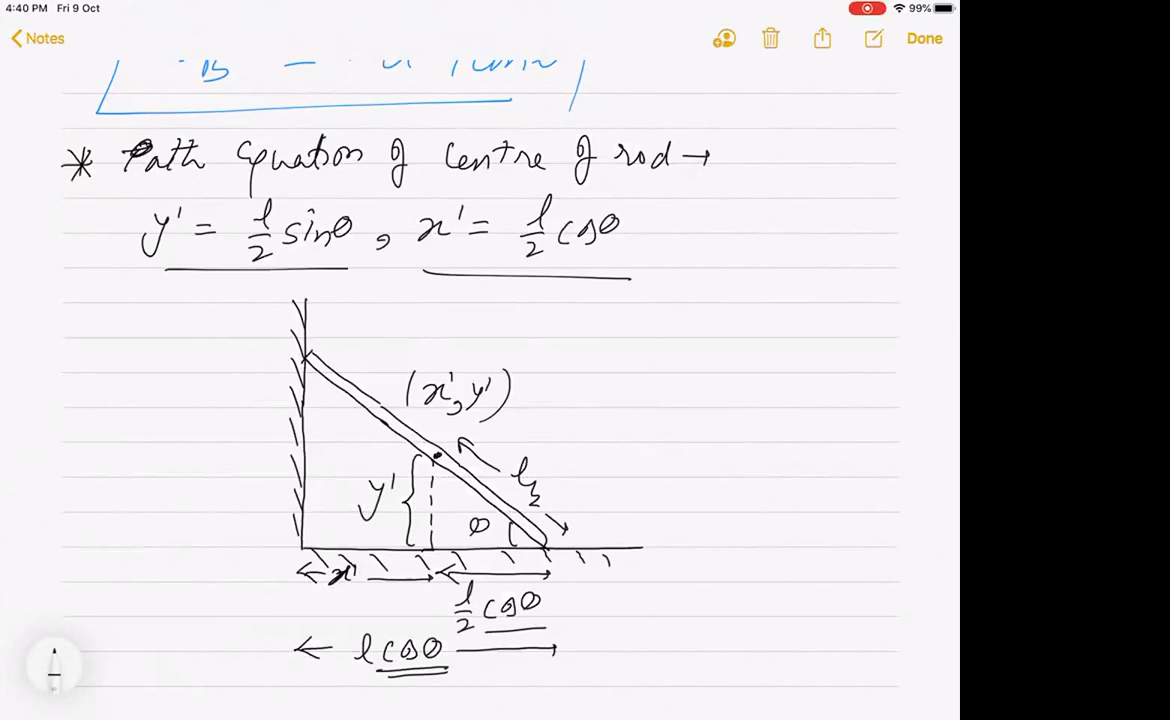 4:40 PM Fri 9 Oct 99%
Notes Done
* Path Equation of centre of rod →
y' = l/2 sinθ , x' = l/2 cosθ
(x', y')
l/2
y'
θ
x'
l/2 cosθ
← l cosθ →